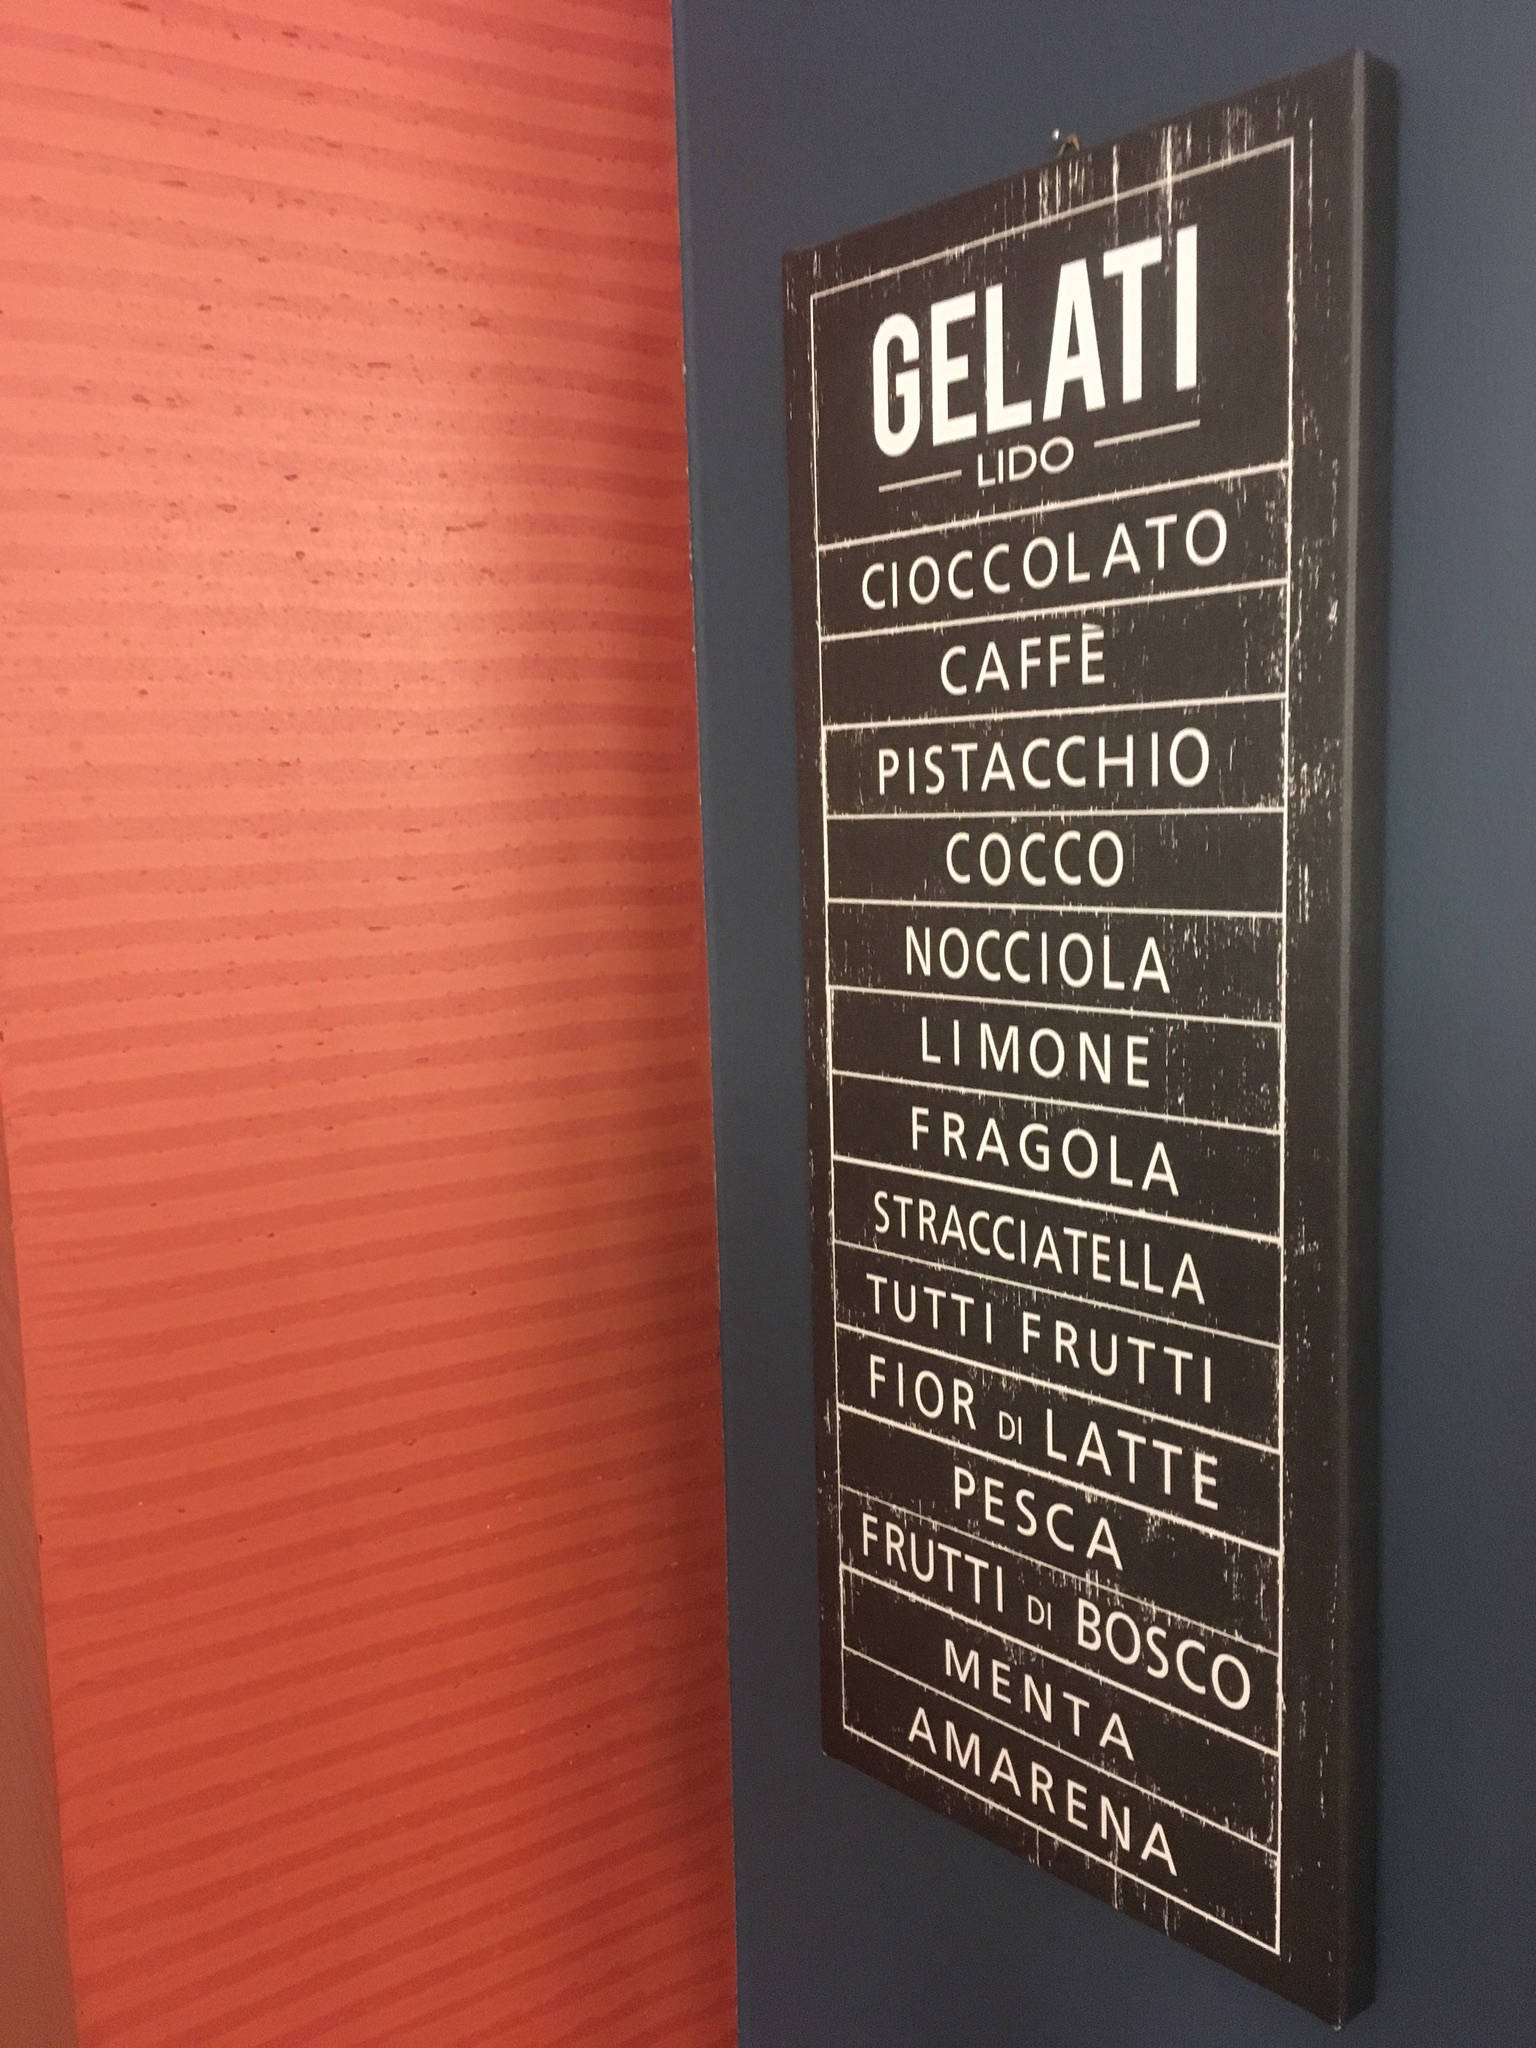 GELATI
LIDO
CIOCCOLATO
CAFFÈ
PISTACCHIO
COCCO
NOCCIOLA
LIMONE
FRAGOLA
STRACCIATELLA
TUTTI FRUTTI
FIOR DI LATTE
PESCA
FRUTTI DI BOSCO
MENTA
AMARENA